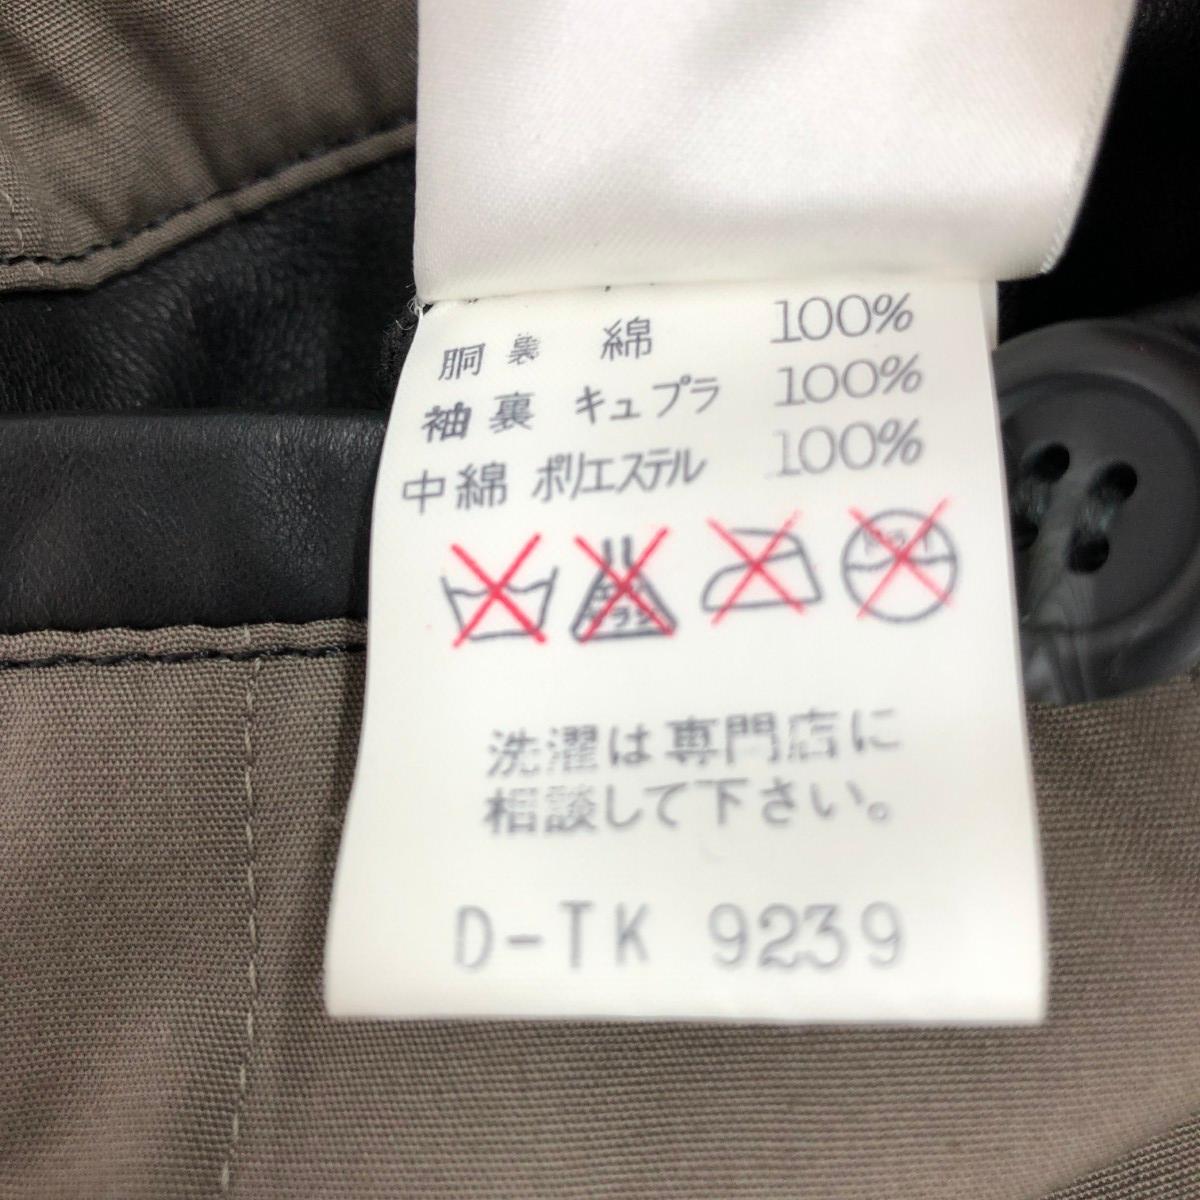 胴裏 綿 100%
袖裏 キュプラ 100%
中綿 ポリエステル 100%
洗濯は専門店に
相談して下さい。
D-TK 9239